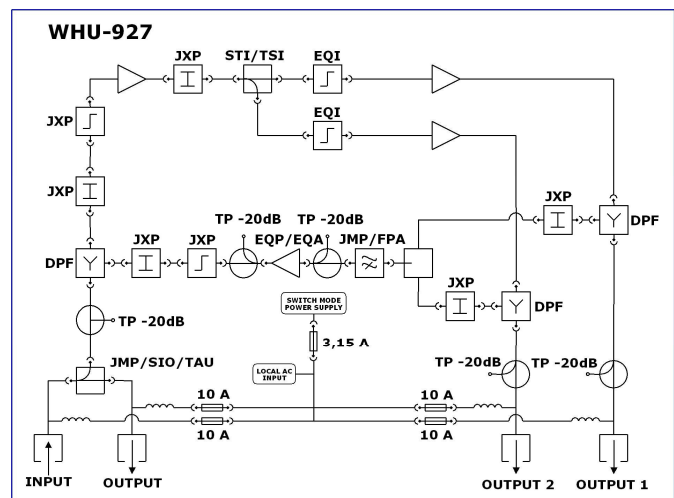 WHU-927
JXP
STI/TSI
EQI
JXP
EQI
JXP
JXP
TP -20dB
TP -20dB
DPF
JXP
JXP
EQP/EQA
JMP/FPA
DPF
JXP
DPF
TP -20dB
SWITCH MODE
POWER SUPPLY
3,15 A
JMP/SIO/TAU
LOCAL AC
INPUT
TP -20dB
TP -20dB
10 A
10 A
10 A
10 A
INPUT
OUTPUT
OUTPUT 2
OUTPUT 1